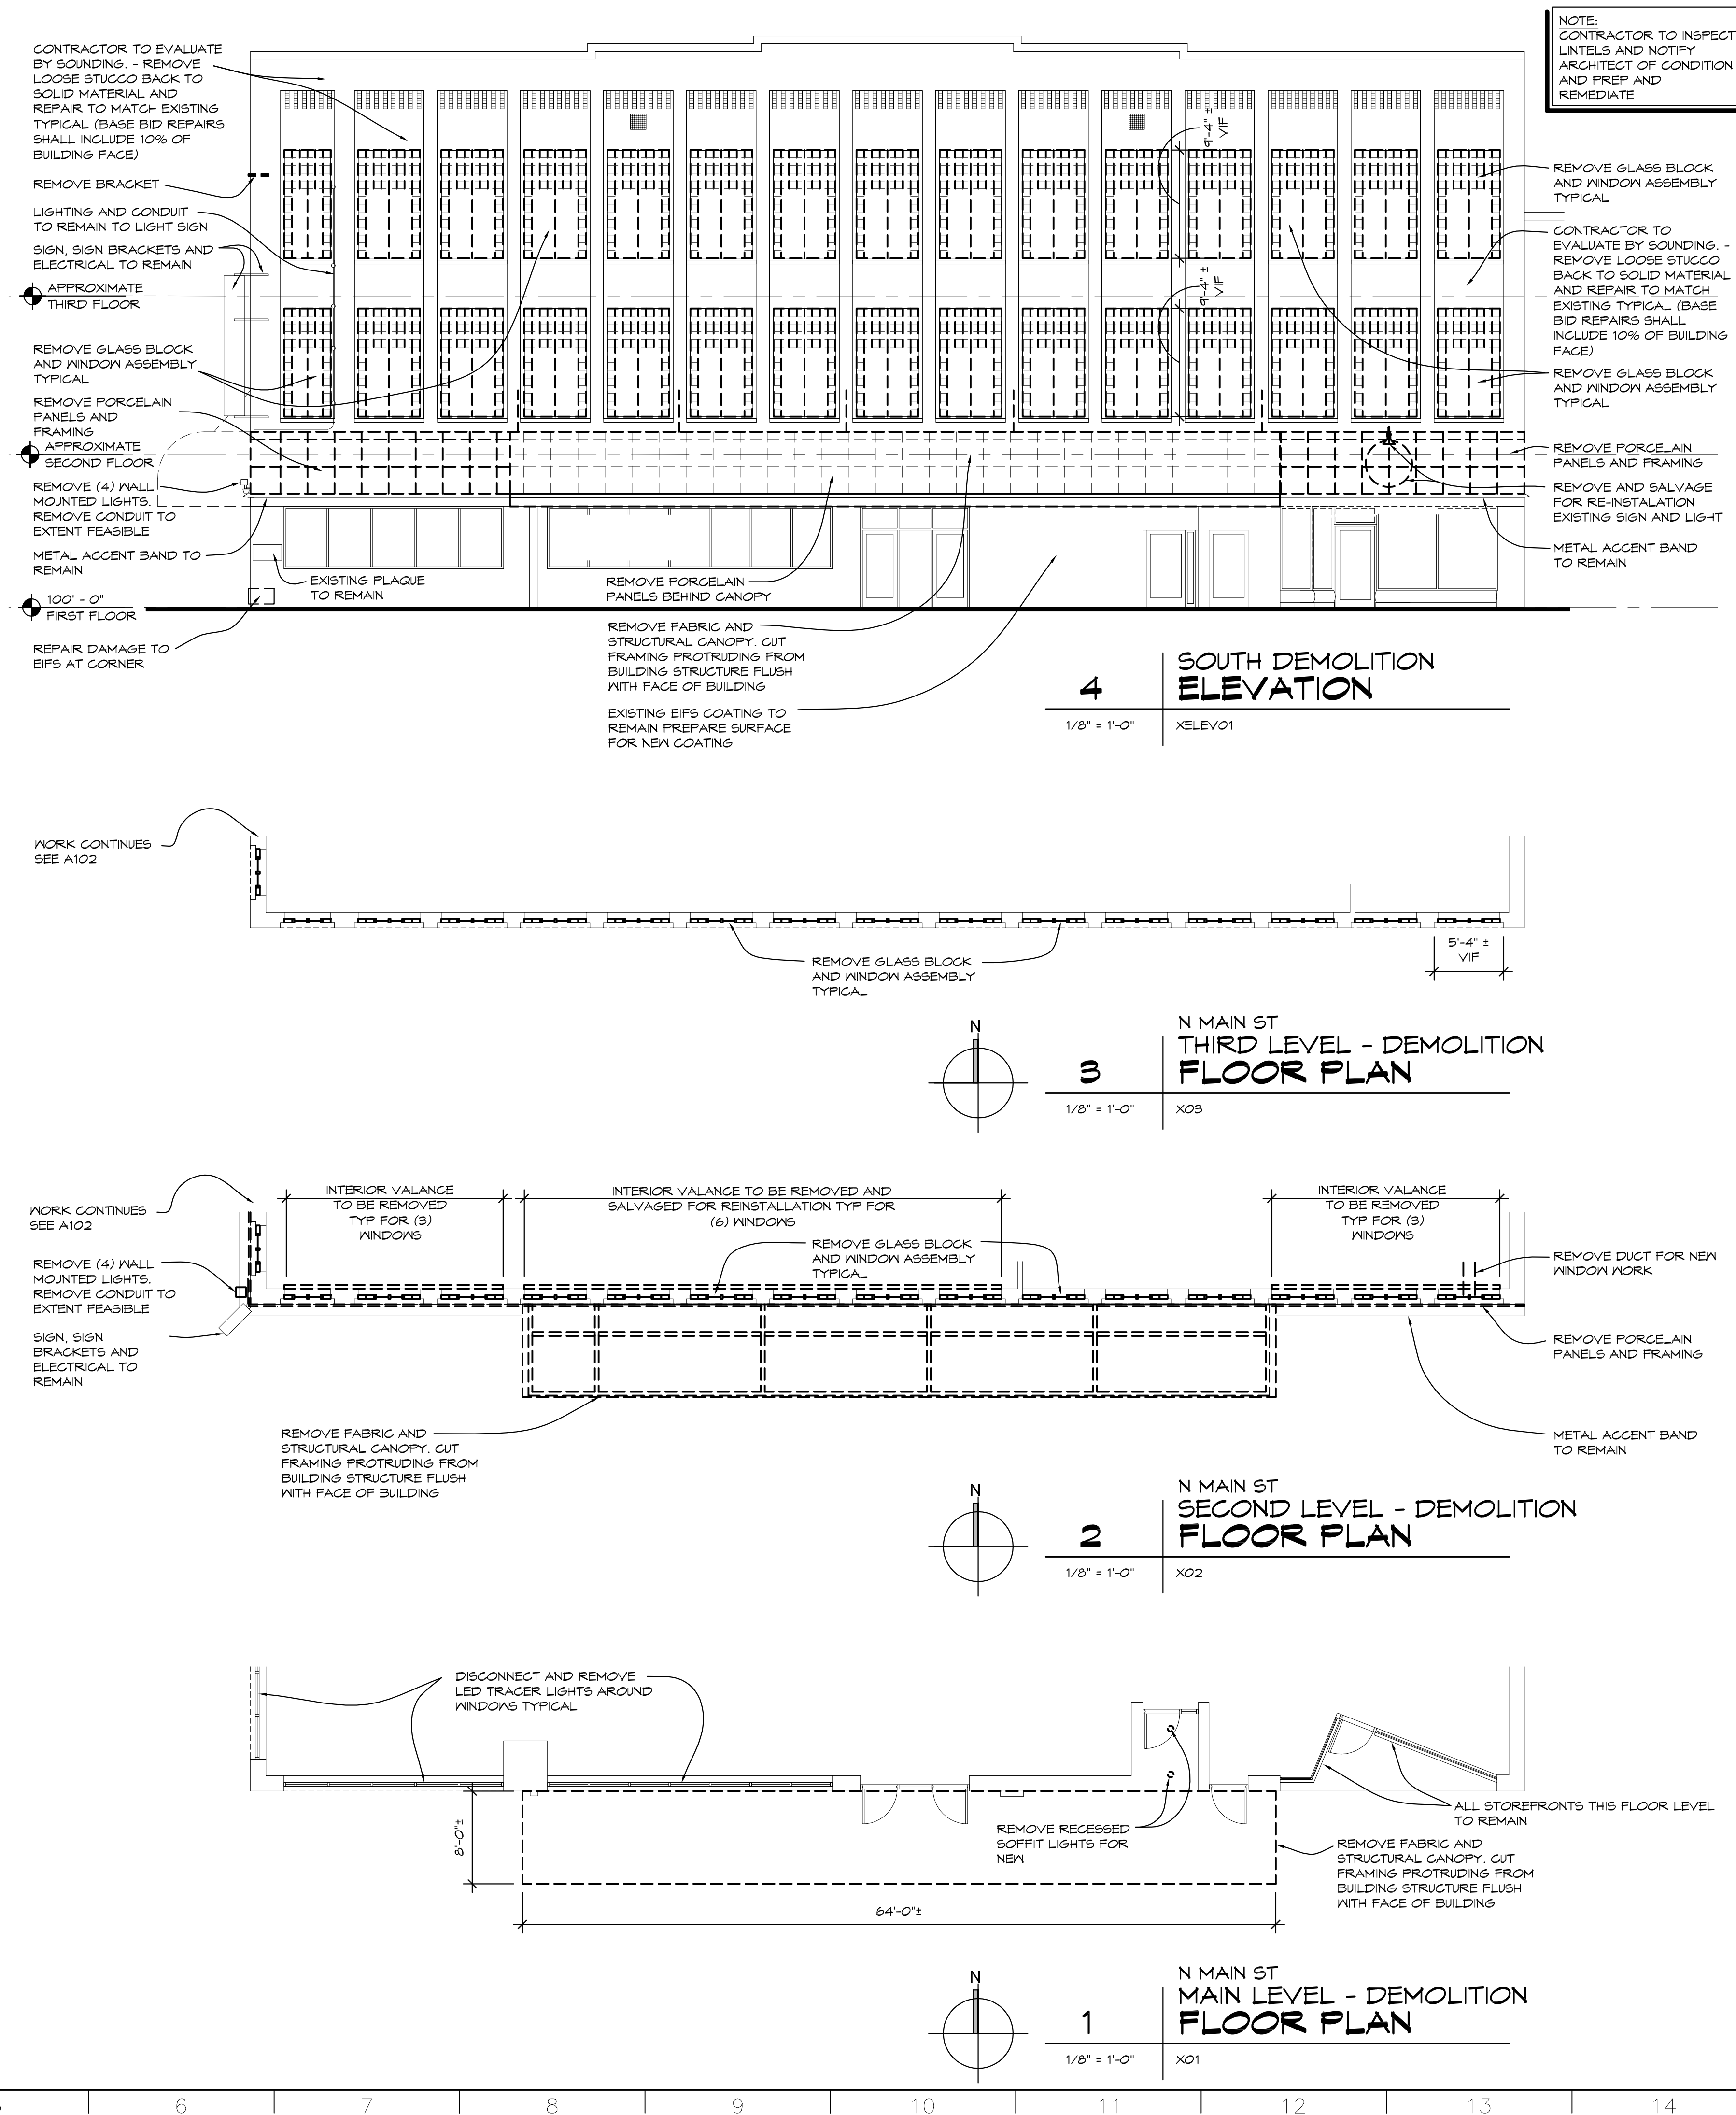 NOTE:
CONTRACTOR TO INSPECT
LINTELS AND NOTIFY
ARCHITECT OF CONDITION
AND PREP AND
REMEDIATE
CONTRACTOR TO EVALUATE
BY SOUNDING. - REMOVE
LOOSE STUCCO BACK TO
SOLID MATERIAL AND
REPAIR TO MATCH EXISTING
TYPICAL (BASE BID REPAIRS
SHALL INCLUDE 10% OF
BUILDING FACE)
REMOVE BRACKET
LIGHTING AND CONDUIT
TO REMAIN TO LIGHT SIGN
SIGN, SIGN BRACKETS AND
ELECTRICAL TO REMAIN
APPROXIMATE
THIRD FLOOR
REMOVE GLASS BLOCK
AND WINDOW ASSEMBLY
TYPICAL
REMOVE PORCELAIN
PANELS AND
FRAMING
APPROXIMATE
SECOND FLOOR
REMOVE (4) WALL
MOUNTED LIGHTS.
REMOVE CONDUIT TO
EXTENT FEASIBLE
METAL ACCENT BAND TO
REMAIN
100' - 0"
FIRST FLOOR
REPAIR DAMAGE TO
EIFS AT CORNER
EXISTING PLAQUE
TO REMAIN
9'-4" ±
VIF
9'-4" ±
VIF
REMOVE PORCELAIN
PANELS BEHIND CANOPY
REMOVE FABRIC AND
STRUCTURAL CANOPY. CUT
FRAMING PROTRUDING FROM
BUILDING STRUCTURE FLUSH
WITH FACE OF BUILDING
EXISTING EIFS COATING TO
REMAIN PREPARE SURFACE
FOR NEW COATING
REMOVE GLASS BLOCK
AND WINDOW ASSEMBLY
TYPICAL
CONTRACTOR TO
EVALUATE BY SOUNDING. -
REMOVE LOOSE STUCCO
BACK TO SOLID MATERIAL
AND REPAIR TO MATCH
EXISTING TYPICAL (BASE
BID REPAIRS SHALL
INCLUDE 10% OF BUILDING
FACE)
REMOVE GLASS BLOCK
AND WINDOW ASSEMBLY
TYPICAL
REMOVE PORCELAIN
PANELS AND FRAMING
REMOVE AND SALVAGE
FOR RE-INSTALATION
EXISTING SIGN AND LIGHT
METAL ACCENT BAND
TO REMAIN
4
SOUTH DEMOLITION
ELEVATION
1/8" = 1'-0"
XELEV01
WORK CONTINUES
SEE A102
REMOVE GLASS BLOCK
AND WINDOW ASSEMBLY
TYPICAL
5'-4" ±
VIF
N
3
N MAIN ST
THIRD LEVEL - DEMOLITION
FLOOR PLAN
1/8" = 1'-0"
X03
WORK CONTINUES
SEE A102
REMOVE (4) WALL
MOUNTED LIGHTS.
REMOVE CONDUIT TO
EXTENT FEASIBLE
SIGN, SIGN
BRACKETS AND
ELECTRICAL TO
REMAIN
INTERIOR VALANCE
TO BE REMOVED
TYP FOR (3)
WINDOWS
INTERIOR VALANCE TO BE REMOVED AND
SALVAGED FOR REINSTALLATION TYP FOR
(6) WINDOWS
REMOVE GLASS BLOCK
AND WINDOW ASSEMBLY
TYPICAL
INTERIOR VALANCE
TO BE REMOVED
TYP FOR (3)
WINDOWS
REMOVE DUCT FOR NEW
WINDOW WORK
REMOVE PORCELAIN
PANELS AND FRAMING
METAL ACCENT BAND
TO REMAIN
REMOVE FABRIC AND
STRUCTURAL CANOPY. CUT
FRAMING PROTRUDING FROM
BUILDING STRUCTURE FLUSH
WITH FACE OF BUILDING
N
2
N MAIN ST
SECOND LEVEL - DEMOLITION
FLOOR PLAN
1/8" = 1'-0"
X02
DISCONNECT AND REMOVE
LED TRACER LIGHTS AROUND
WINDOWS TYPICAL
8'-0"±
REMOVE RECESSED
SOFFIT LIGHTS FOR
NEW
ALL STOREFRONTS THIS FLOOR LEVEL
TO REMAIN
REMOVE FABRIC AND
STRUCTURAL CANOPY. CUT
FRAMING PROTRUDING FROM
BUILDING STRUCTURE FLUSH
WITH FACE OF BUILDING
64'-0"±
N
1
N MAIN ST
MAIN LEVEL - DEMOLITION
FLOOR PLAN
1/8" = 1'-0"
X01
6 7 8 9 10 11 12 13 14